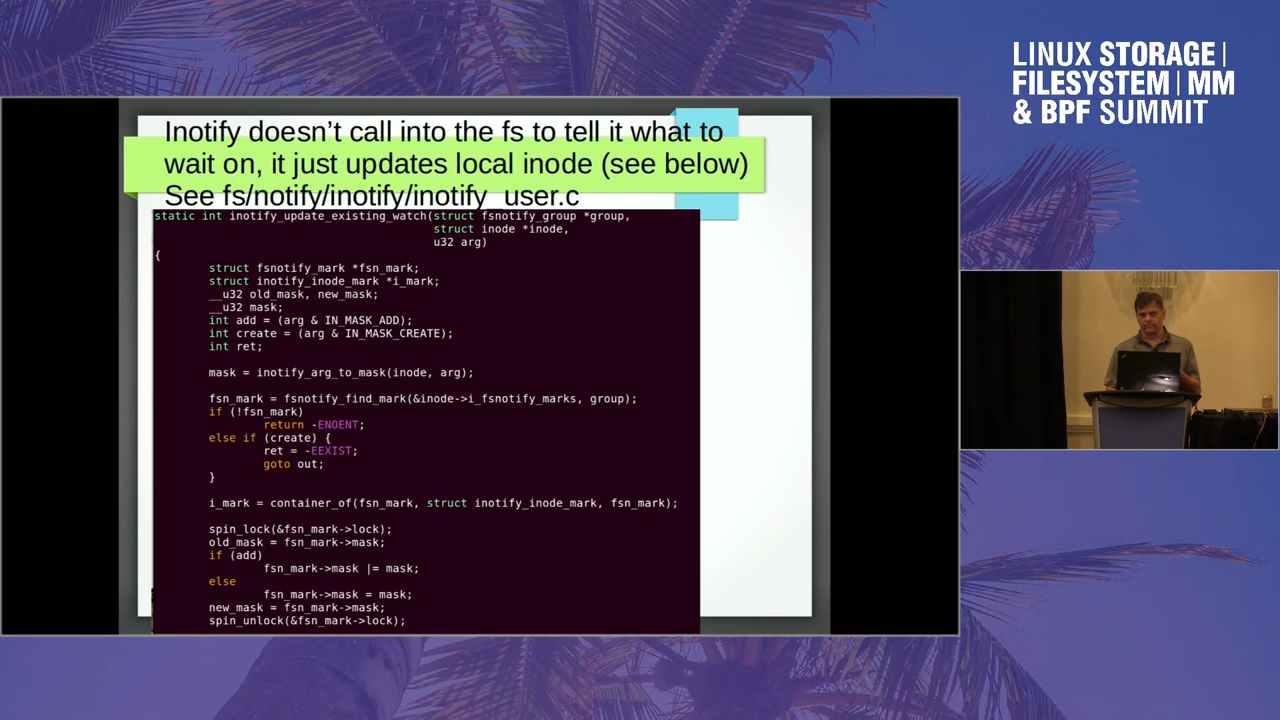 LINUX STORAGE |
FILESYSTEM | MM
& BPF SUMMIT
Inotify doesn't call into the fs to tell it what to
wait on, it just updates local inode (see below)
See fs/notify/inotify/inotify_user.c
static int inotify_update_existing_watch(struct fsnotify_group *group,
struct inode *inode,
u32 arg)
{
struct fsnotify_mark *fsn_mark;
struct inotify_inode_mark *i_mark;
__u32 old_mask, new_mask;
__u32 mask;
int add = (arg & IN_MASK_ADD);
int create = (arg & IN_MASK_CREATE);
int ret;
mask = inotify_arg_to_mask(inode, arg);
fsn_mark = fsnotify_find_mark(&inode->i_fsnotify_marks, group);
if (!fsn_mark)
return -ENOENT;
else if (create) {
ret = -EEXIST;
goto out;
}
i_mark = container_of(fsn_mark, struct inotify_inode_mark, fsn_mark);
spin_lock(&fsn_mark->lock);
old_mask = fsn_mark->mask;
if (add)
fsn_mark->mask |= mask;
else
fsn_mark->mask = mask;
new_mask = fsn_mark->mask;
spin_unlock(&fsn_mark->lock);